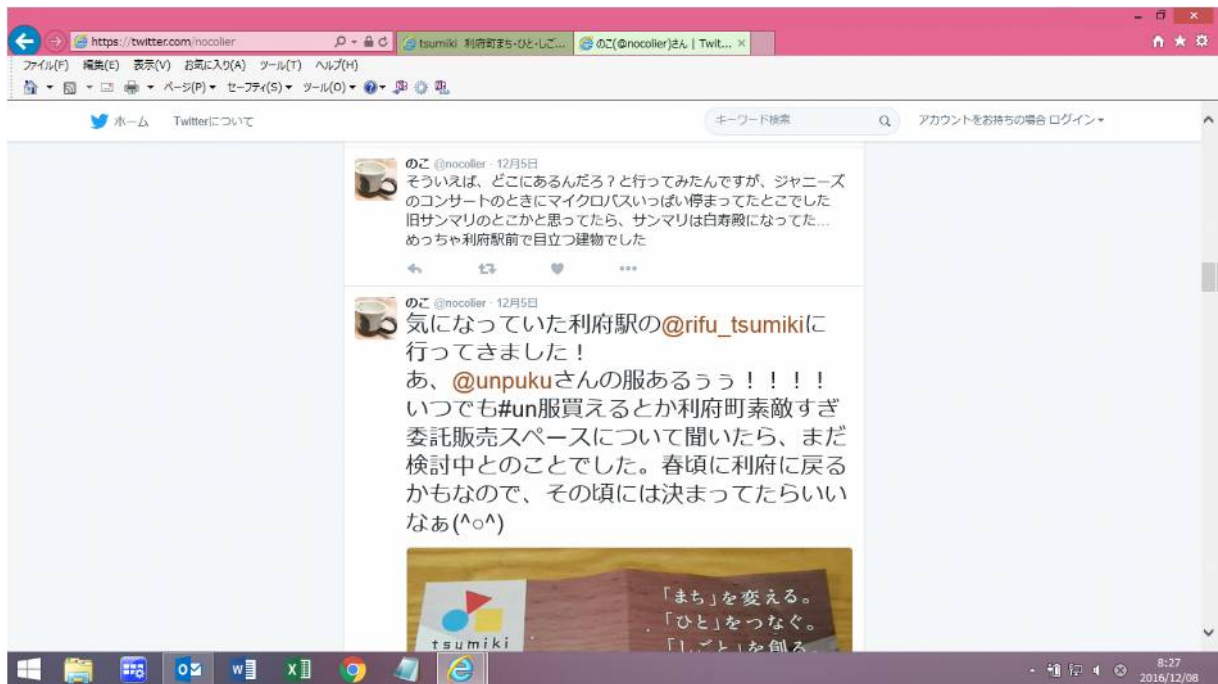 https://twitter.com/nocolier
tsumiki 利府町まち・ひと・しご...
のこ(@nocolier)さん | Twit...
ファイル(F) 編集(E) 表示(V) お気に入り(A) ツール(T) ヘルプ(H)
ページ(P) セーフティ(S) ツール(O)
ホーム Twitterについて
キーワード検索
アカウントをお持ちの場合 ログイン
のこ @nocolier · 12月5日
そういえば、どこにあるんだろ？と行ってみたんですが、ジャニーズ
のコンサートのときにマイクロバスいっぱい停まってたとこでした
旧サンマリのとこかと思ってたら、サンマリは白寿殿になってた...
めっちゃ利府駅前で目立つ建物でした
のこ @nocolier · 12月5日
気になっていた利府駅の@rifu_tsumikiに
行ってきました！
あ、@unpukuさんの服あるぅぅ！！！！
いつでも#un服買えるとか利府町素敵すぎ
委託販売スペースについて聞いたら、まだ
検討中とのことでした。春頃に利府に戻る
かもなので、その頃には決まってたらいい
なぁ(^○^)
tsumiki
「まち」を変える。
「ひと」をつなぐ。
「しごと」を創る。
8:27
2016/12/08